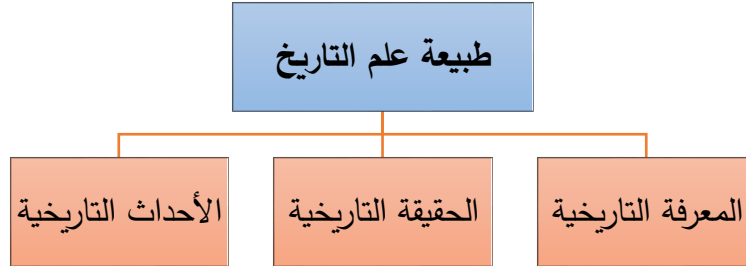 طبيعة علم التاريخ
المعرفة التاريخية
الحقيقة التاريخية
الأحداث التاريخية